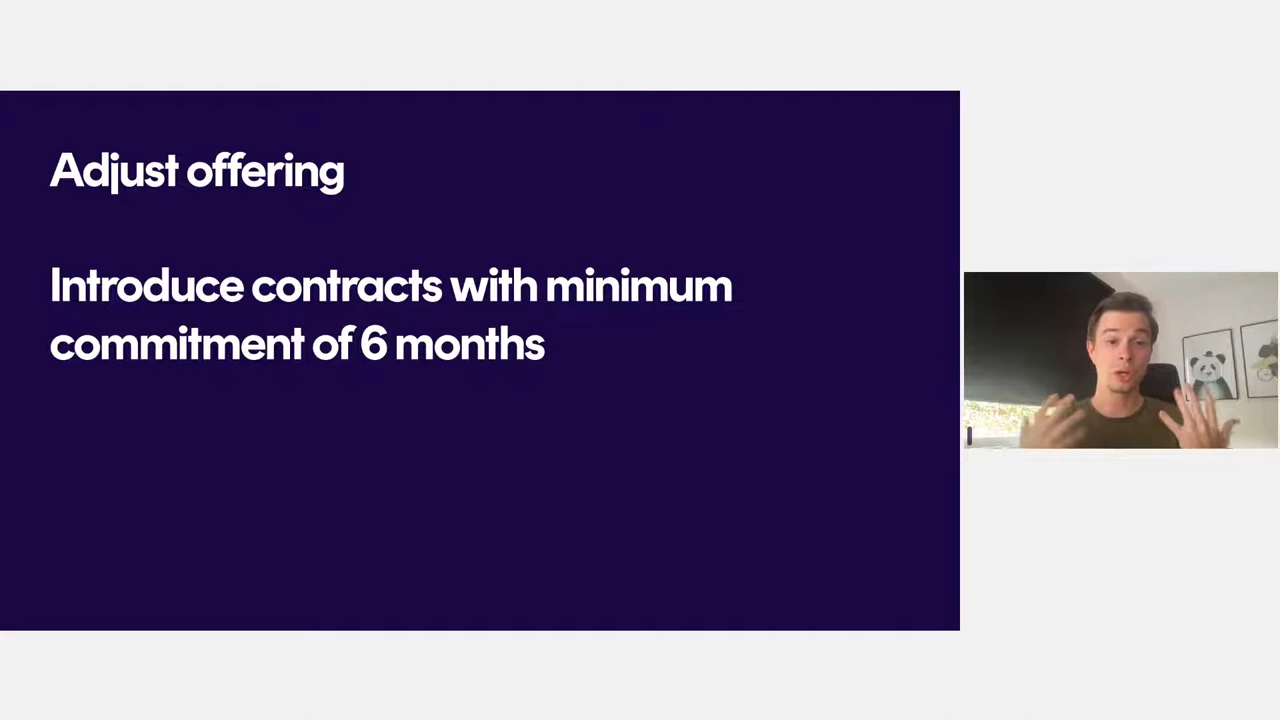 Adjust offering
Introduce contracts with minimum
commitment of 6 months